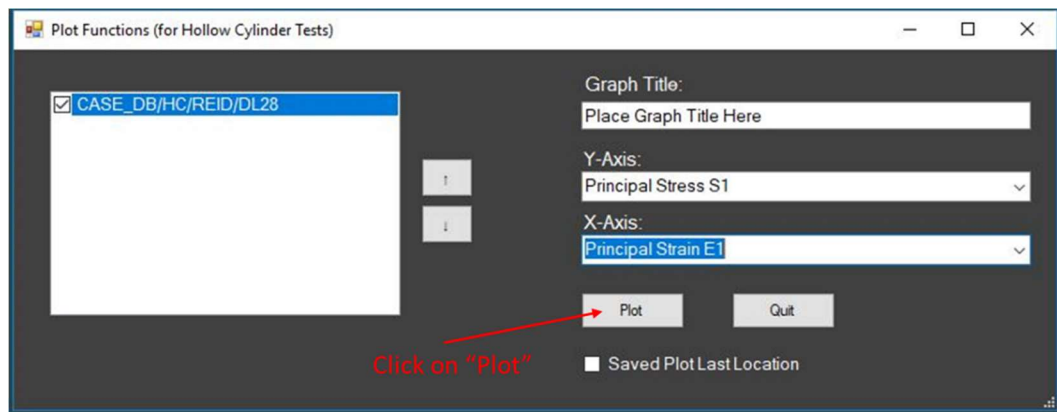 Plot Functions (for Hollow Cylinder Tests)
CASE_DB/HC/REID/DL28
↑
↓
Graph Title:
Place Graph Title Here
Y-Axis:
Principal Stress S1
X-Axis:
Principal Strain E1
Plot
Quit
Click on “Plot”
Saved Plot Last Location